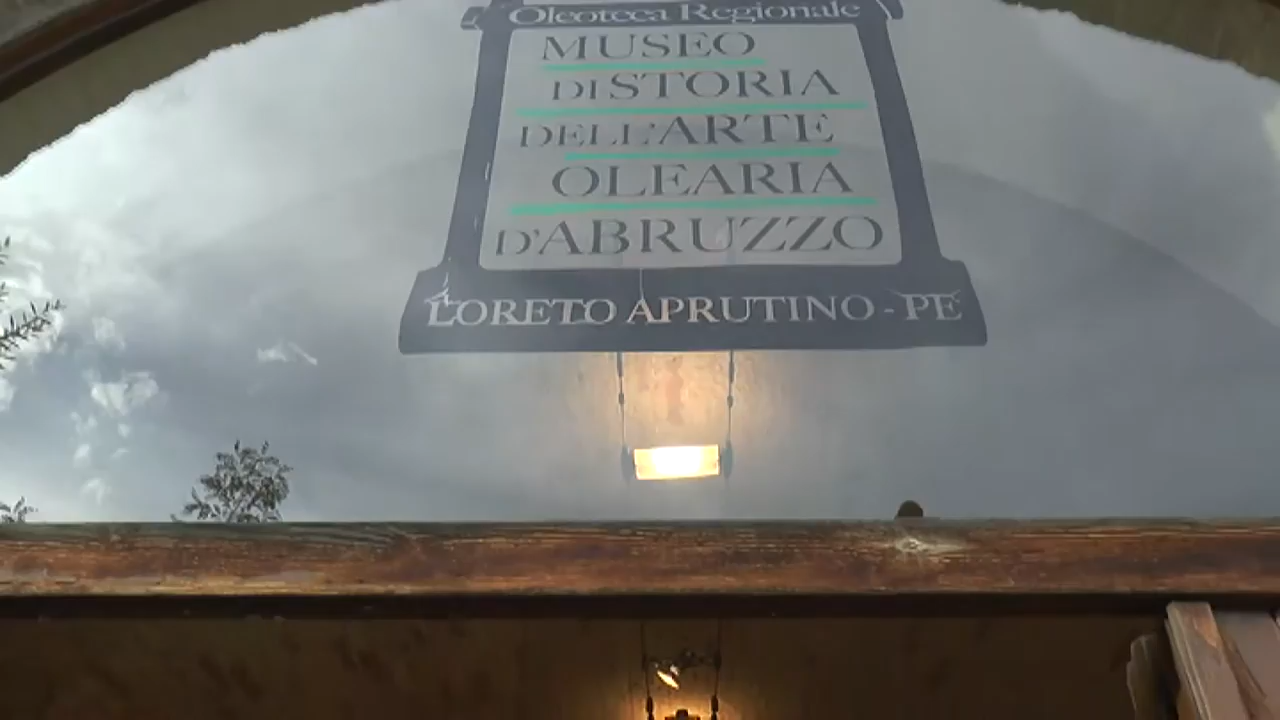 Oleoteca Regionale
MUSEO
DI STORIA
DELL'ARTE
OLEARIA
D'ABRUZZO
LORETO APRUTINO - PE